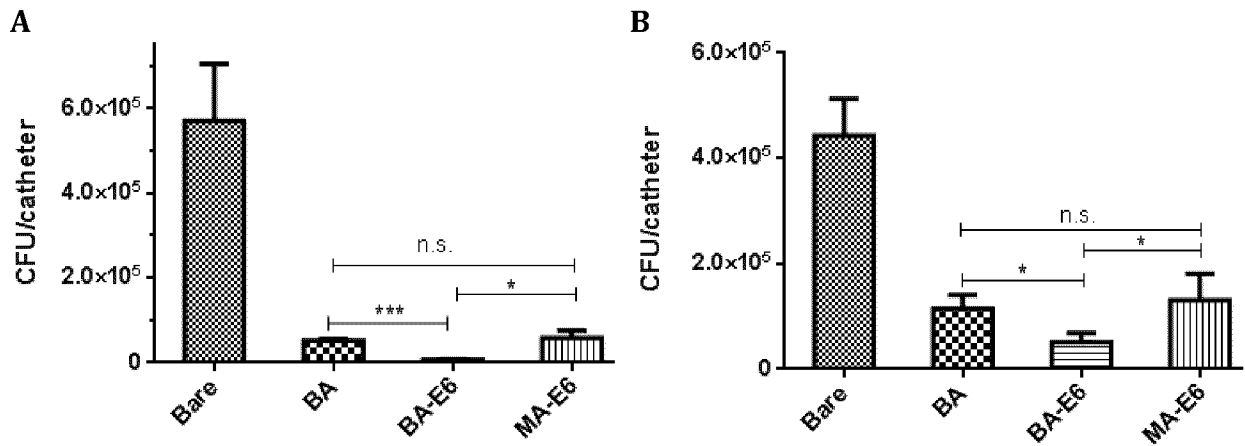 A
CFU/catheter
6.0×10⁵
4.0×10⁵
2.0×10⁵
0
n.s.
***
*
Bare
BA
BA-E6
MA-E6
B
CFU/catheter
6.0×10⁵
4.0×10⁵
2.0×10⁵
0
n.s.
*
*
Bare
BA
BA-E6
MA-E6